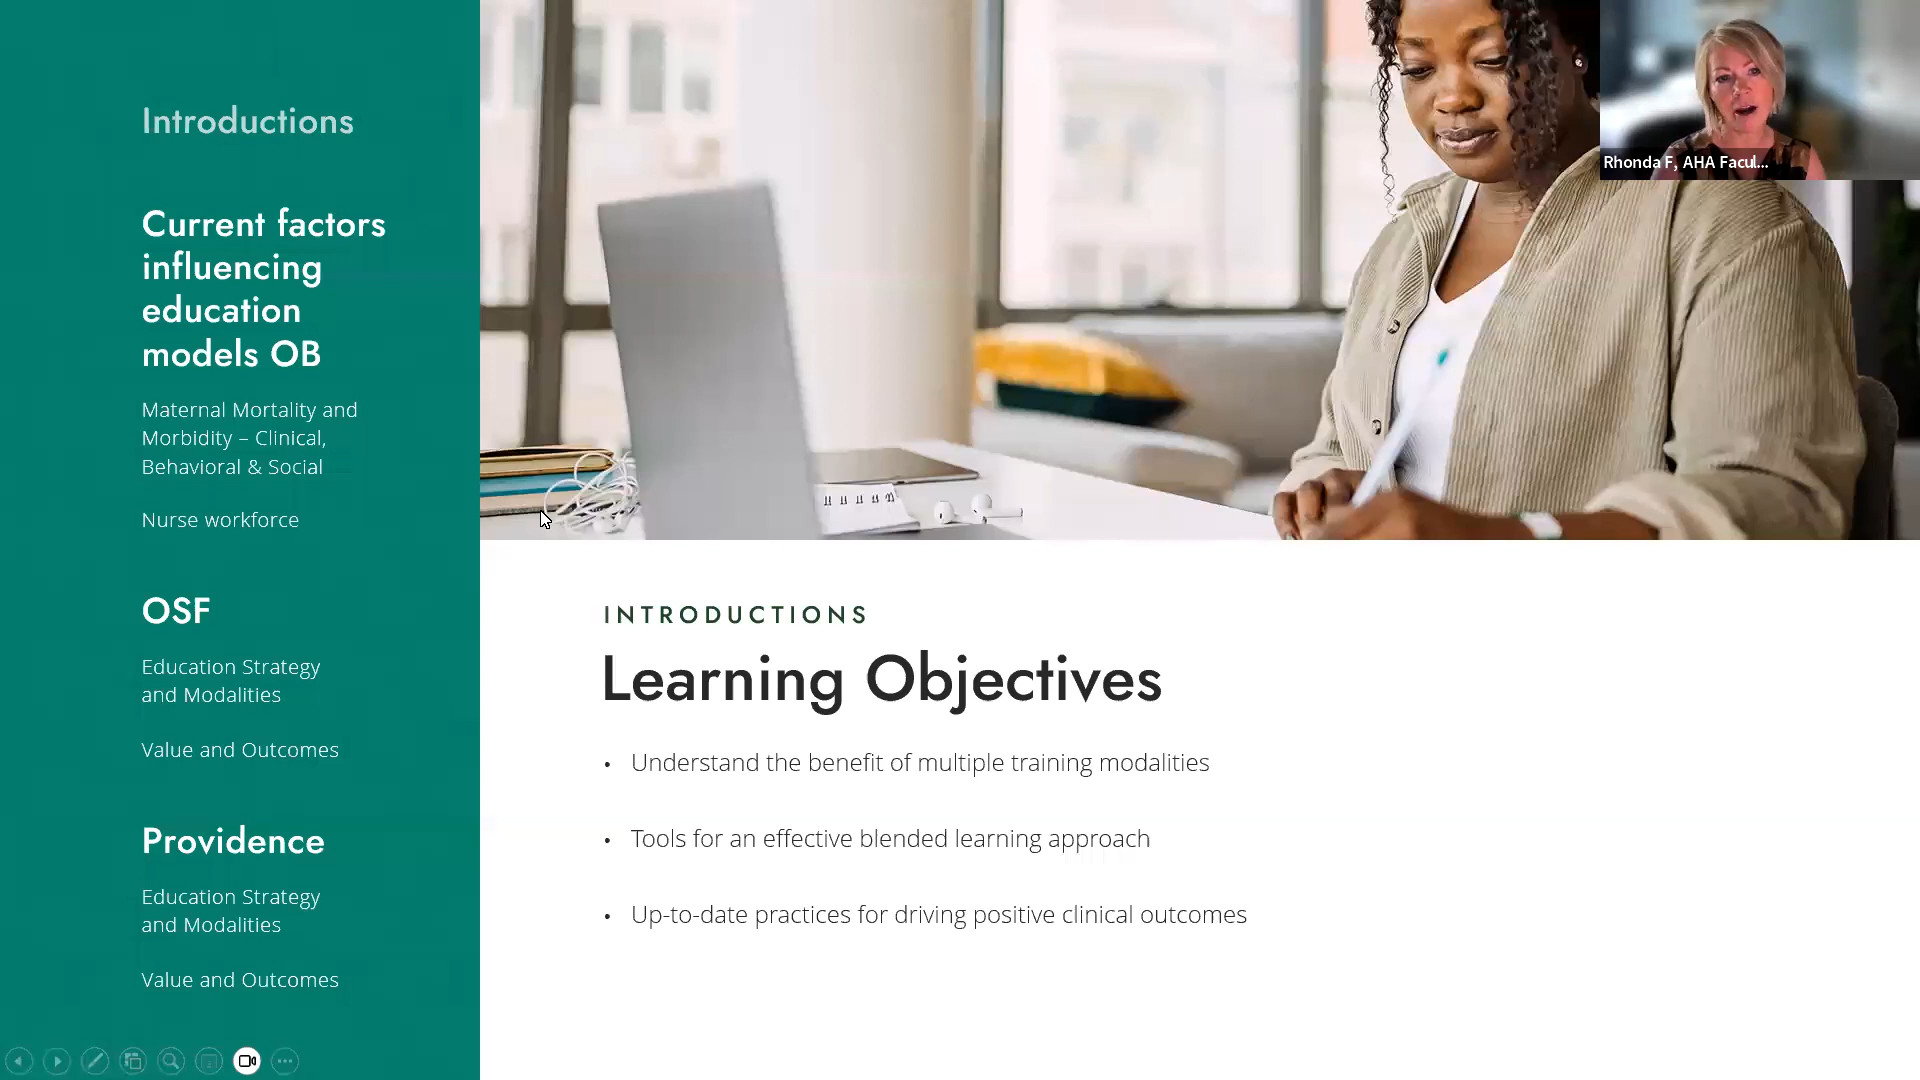 Introductions
Current factors
influencing
education
models OB
Maternal Mortality and
Morbidity – Clinical,
Behavioral & Social
Nurse workforce
OSF
Education Strategy
and Modalities
Value and Outcomes
Providence
Education Strategy
and Modalities
Value and Outcomes
Rhonda F, AHA Facul...
INTRODUCTIONS
Learning Objectives
• Understand the benefit of multiple training modalities
• Tools for an effective blended learning approach
• Up-to-date practices for driving positive clinical outcomes